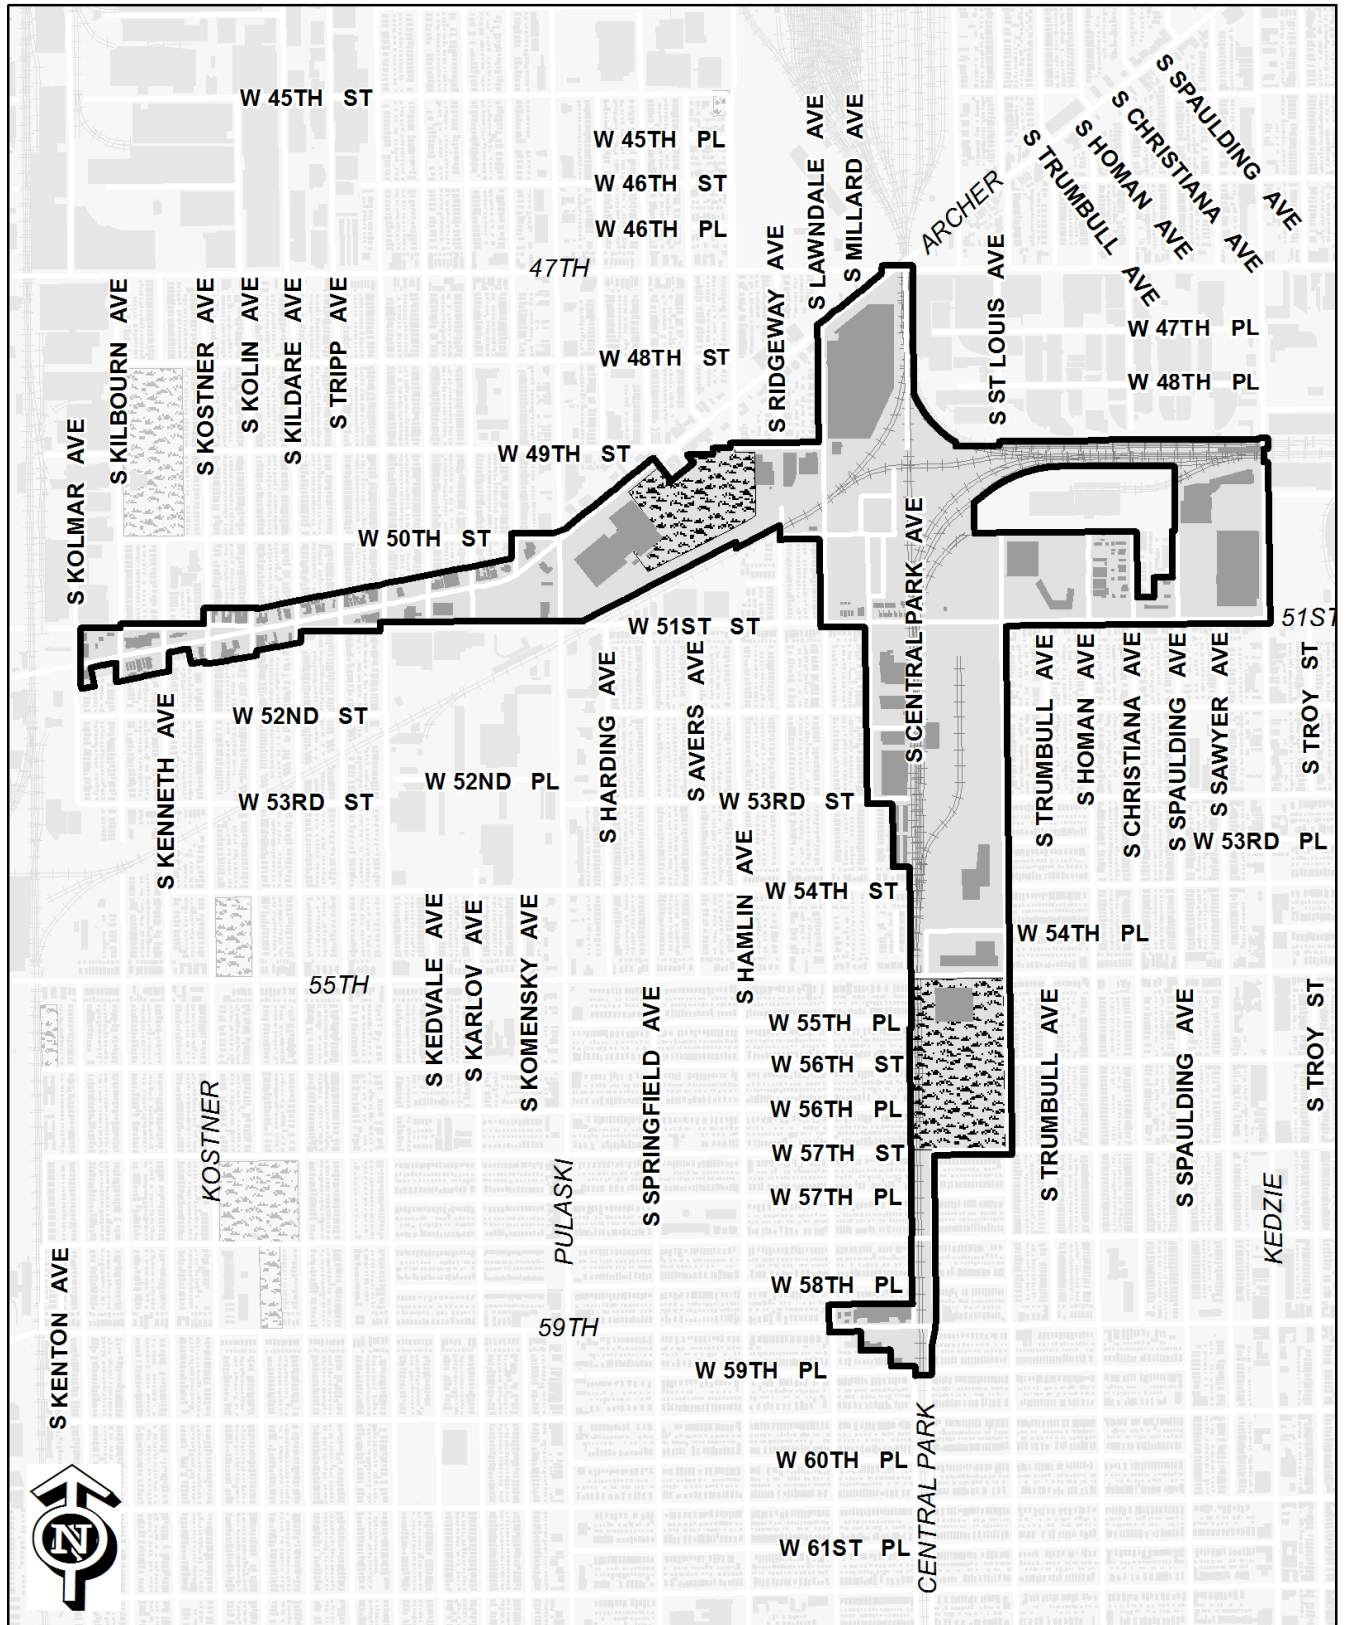 W 45TH ST
W 45TH PL
W 46TH ST
W 46TH PL
S LAWNDALE AVE
S MILLARD AVE
S RIDGEWAY AVE
ARCHER
S SPAULDING AVE
S CHRISTIANA AVE
S HOMAN AVE
S TRUMBULL AVE
S ST LOUIS AVE
47TH
W 47TH PL
W 48TH ST
W 48TH PL
S KOLMAR AVE
S KILBOURN AVE
S KOSTNER AVE
S KOLIN AVE
S KILDARE AVE
S TRIPP AVE
W 49TH ST
W 50TH ST
S CENTRAL PARK AVE
W 51ST ST
51ST
S KENNETH AVE
W 52ND ST
W 52ND PL
W 53RD ST
S HARDING AVE
S AVERS AVE
W 53RD ST
S HAMLIN AVE
S TRUMBULL AVE
S HOMAN AVE
S CHRISTIANA AVE
S SPAULDING AVE
S SAWYER AVE
S TROY ST
W 53RD PL
W 54TH ST
W 54TH PL
55TH
S KEDVALE AVE
S KARLOV AVE
S KOMENSKY AVE
S SPRINGFIELD AVE
W 55TH PL
W 56TH ST
W 56TH PL
W 57TH ST
W 57TH PL
S TRUMBULL AVE
S SPAULDING AVE
S TROY ST
KOSTNER
PULASKI
KEDZIE
S KENTON AVE
W 58TH PL
59TH
W 59TH PL
CENTRAL PARK
W 60TH PL
W 61ST PL
N